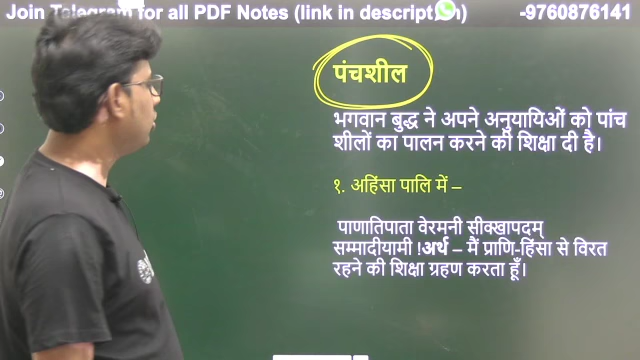 Join Telegram for all PDF Notes (link in description) -9760876141
पंचशील
भगवान बुद्ध ने अपने अनुयायिओं को पांच
शीलों का पालन करने की शिक्षा दी है।
१. अहिंसा पालि में –
पाणातिपाता वेरमनी सीक्खापदम्
सम्मादीयामी !अर्थ – मैं प्राणि-हिंसा से विरत
रहने की शिक्षा ग्रहण करता हूँ।